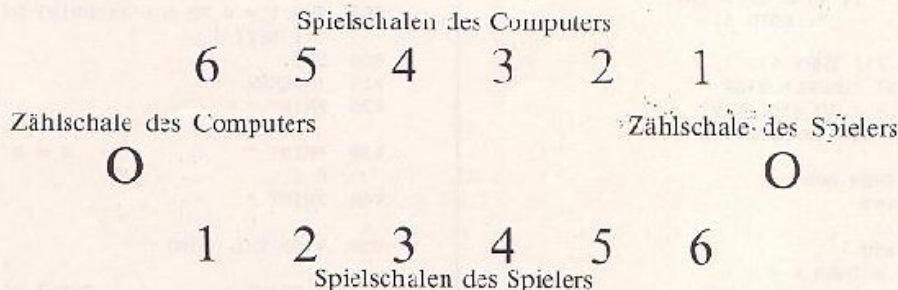 Spielschalen des Computers
6 5 4 3 2 1
Zählschale des Computers Zählschale des Spielers
O O
1 2 3 4 5 6
Spielschalen des Spielers